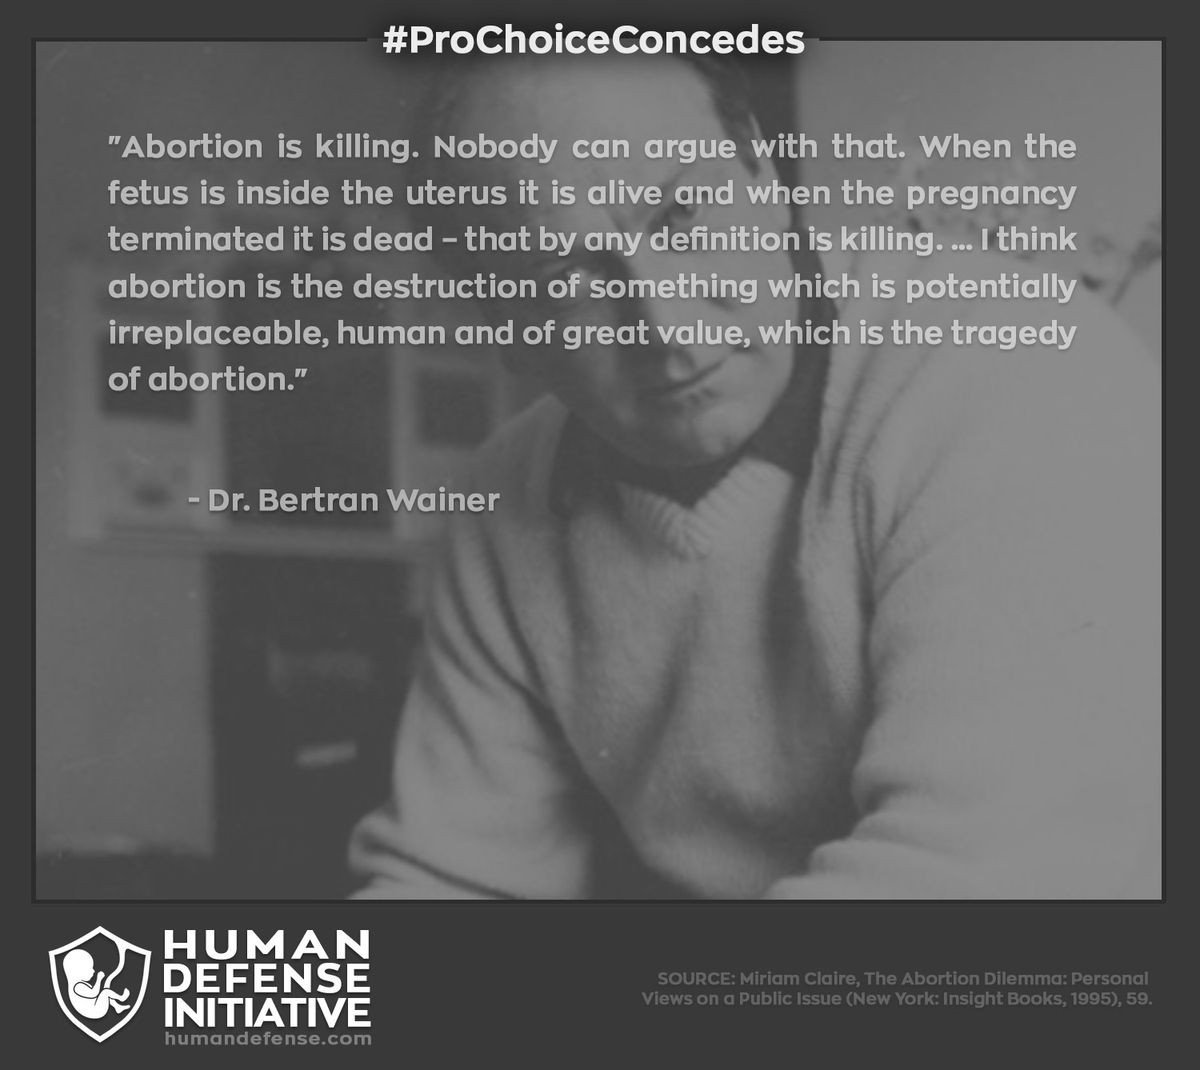 #ProChoiceConcedes
"Abortion is killing. Nobody can argue with that. When the
fetus is inside the uterus it is alive and when the pregnancy
terminated it is dead – that by any definition is killing. ... I think
abortion is the destruction of something which is potentially
irreplaceable, human and of great value, which is the tragedy
of abortion."
- Dr. Bertran Wainer
HUMAN
DEFENSE
INITIATIVE
humandefense.com
SOURCE: Miriam Claire, The Abortion Dilemma: Personal
Views on a Public Issue (New York: Insight Books, 1995), 59.